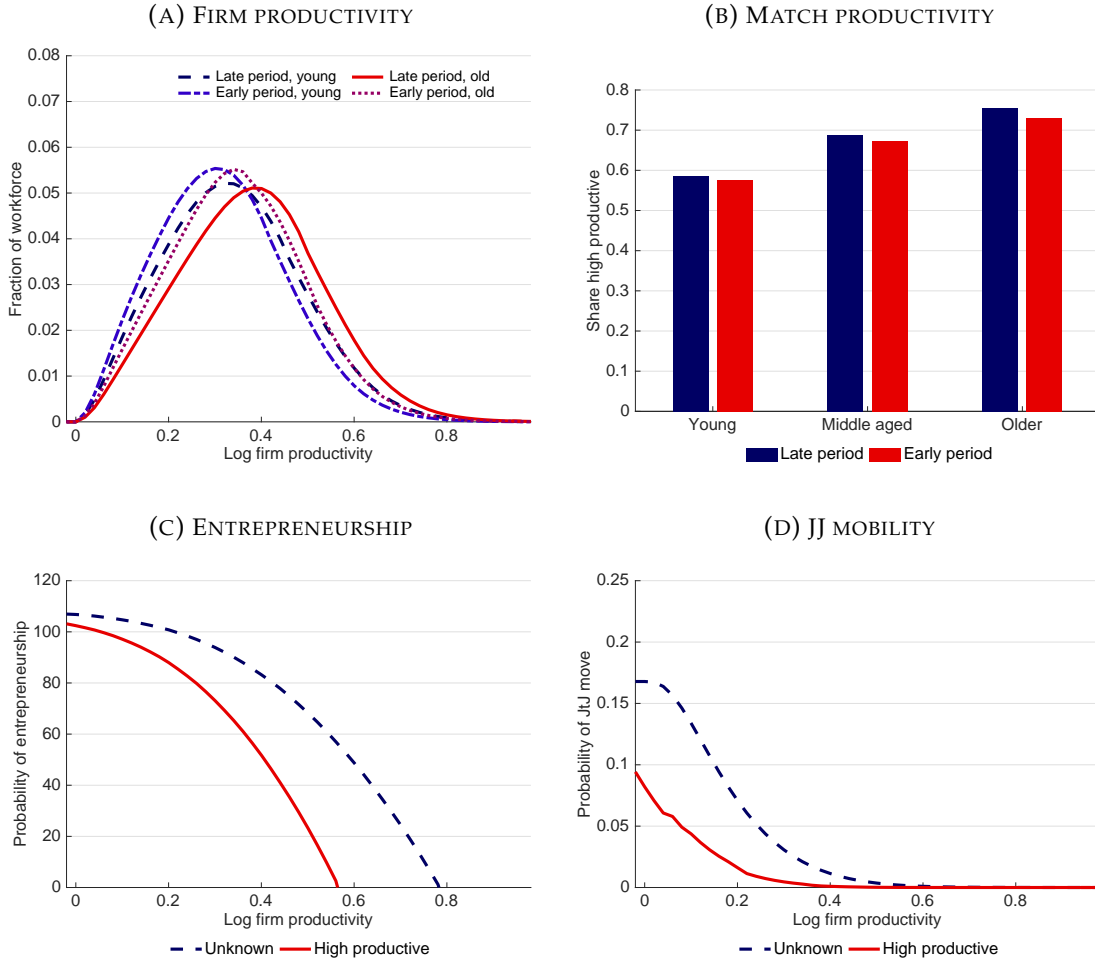 (A) FIRM PRODUCTIVITY
0.08
0.07
0.06
0.05
0.04
0.03
0.02
0.01
0
Fraction of workforce
Late period, young
Late period, old
Early period, young
Early period, old
0
0.2
0.4
0.6
0.8
Log firm productivity
(B) MATCH PRODUCTIVITY
0.8
0.7
0.6
0.5
0.4
0.3
0.2
0.1
0
Share high productive
Young
Middle aged
Older
Late period
Early period
(C) ENTREPRENEURSHIP
120
100
80
60
40
20
0
Probability of entrepreneurship
0
0.2
0.4
0.6
0.8
Log firm productivity
Unknown
High productive
(D) JJ MOBILITY
0.25
0.2
0.15
0.1
0.05
0
Probability of JtJ move
0
0.2
0.4
0.6
0.8
Log firm productivity
Unknown
High productive